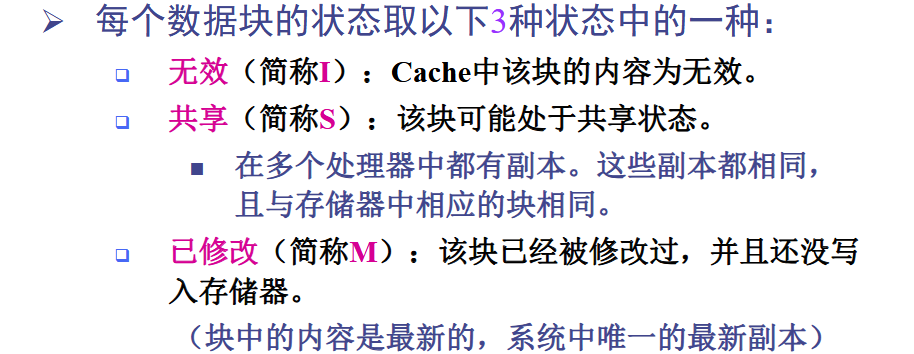 每个数据块的状态取以下3种状态中的一种：
无效（简称I）：Cache中该块的内容为无效。
共享（简称S）：该块可能处于共享状态。
在多个处理器中都有副本。这些副本都相同，
且与存储器中相应的块相同。
已修改（简称M）：该块已经被修改过，并且还没写
入存储器。
（块中的内容是最新的，系统中唯一的最新副本）